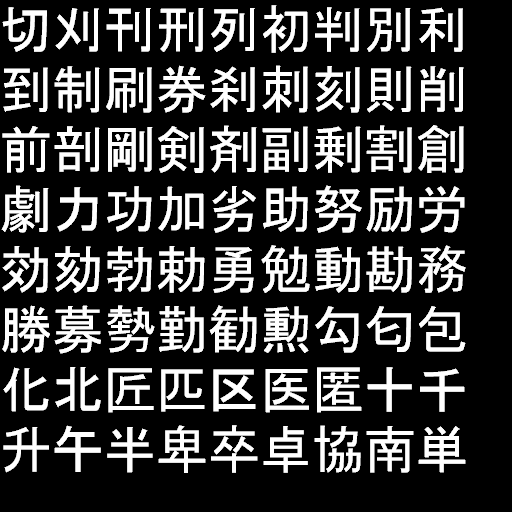 切刈刊刑列初判別利
到制刷券刹刺刻則削
前剖剛剣剤副剰割創
劇力功加劣助努励労
効劾勃勅勇勉動勘務
勝募勢勤勧勲勾匂包
化北匠匹区医匿十千
升午半卑卒卓協南単